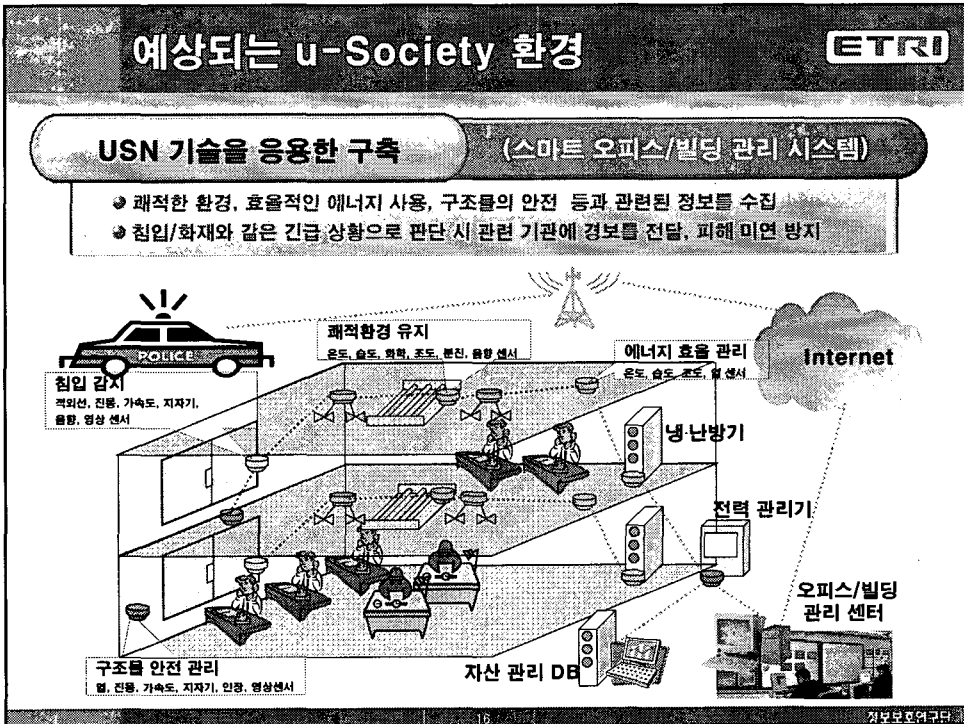 예상되는 u-Society 환경
ETRI
USN 기술을 응용한 구축
(스마트 오피스/빌딩 관리 시스템)
쾌적한 환경, 효율적인 에너지 사용, 구조물의 안전 등과 관련된 정보를 수집
침입/화재와 같은 긴급 상황으로 판단 시 관련 기관에 경보를 전달, 피해 미연 방지
POLICE
쾌적환경 유지
온도, 습도, 화학, 조도, 분진, 음향 센서
에너지 효율 관리
온도, 습도, 조도, 열 센서
Internet
침입 감지
적외선, 진동, 가속도, 지자기,
음향, 영상 센서
냉·난방기
전력 관리기
오피스/빌딩
관리 센터
자산 관리 DB
구조물 안전 관리
열, 진동, 가속도, 지자기, 인장, 영상센서
16
정보보호연구단